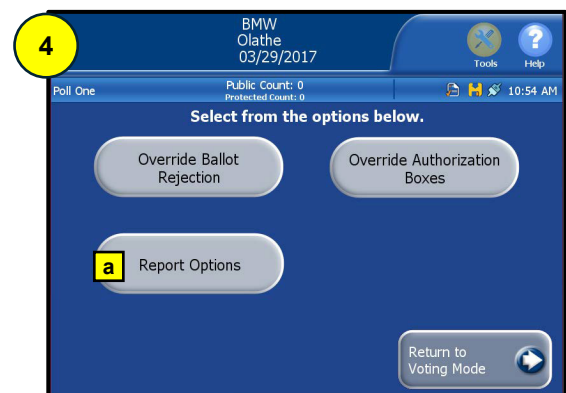 4
BMW
Olathe
03/29/2017
Tools
Help
Poll One
Public Count: 0
Protected Count: 0
10:54 AM
Select from the options below.
Override Ballot
Rejection
Override Authorization
Boxes
a
Report Options
Return to
Voting Mode